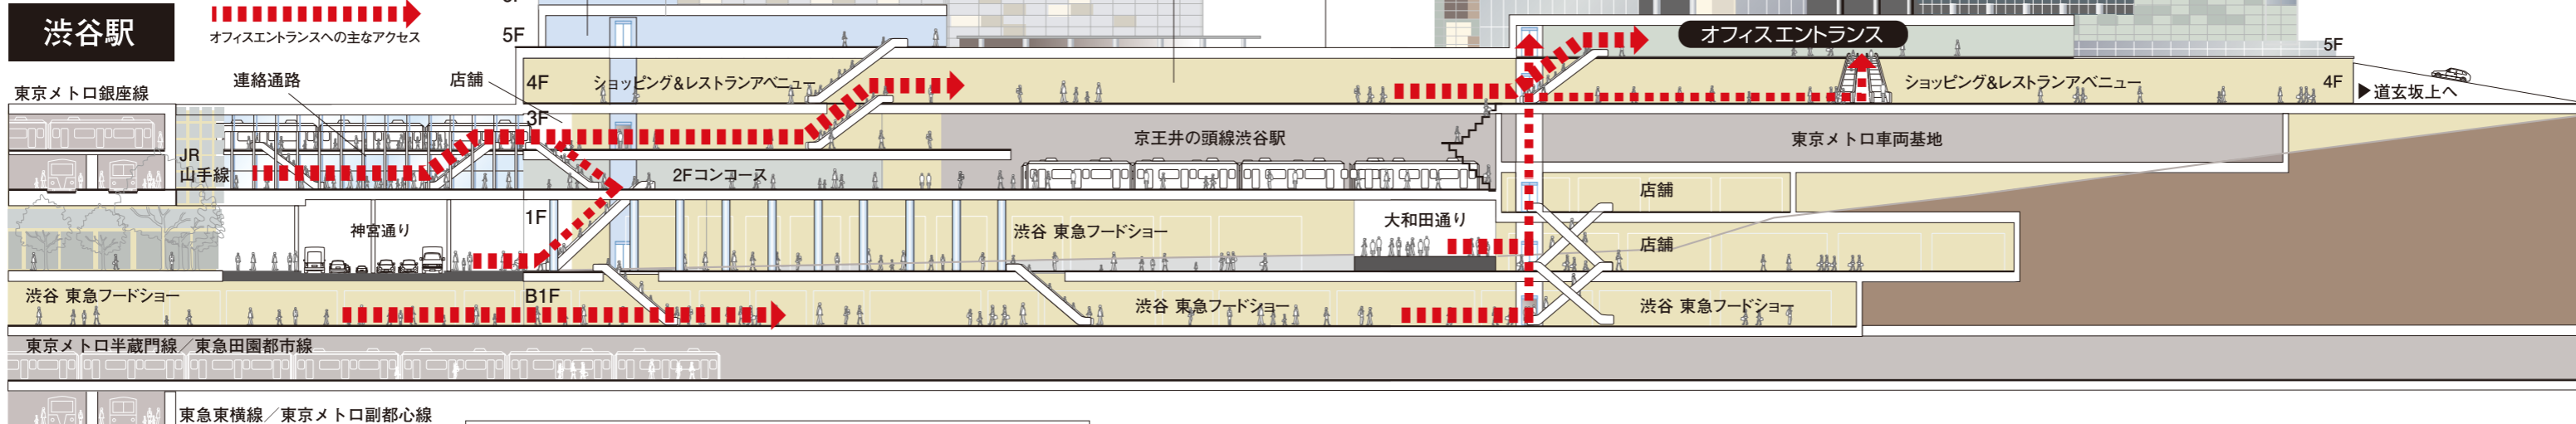 渋谷駅
オフィスエントランスへの主なアクセス
5F
オフィスエントランス
5F
連絡通路
店舗
4F
ショッピング&レストランアベニュー
ショッピング&レストランアベニュー
4F
▶道玄坂上へ
東京メトロ銀座線
3F
京王井の頭線渋谷駅
東京メトロ車両基地
JR
山手線
2Fコンコース
店舗
1F
神宮通り
渋谷 東急フードショー
大和田通り
店舗
渋谷 東急フードショー
B1F
渋谷 東急フードショー
渋谷 東急フードショー
東京メトロ半蔵門線／東急田園都市線
東急東横線／東京メトロ副都心線